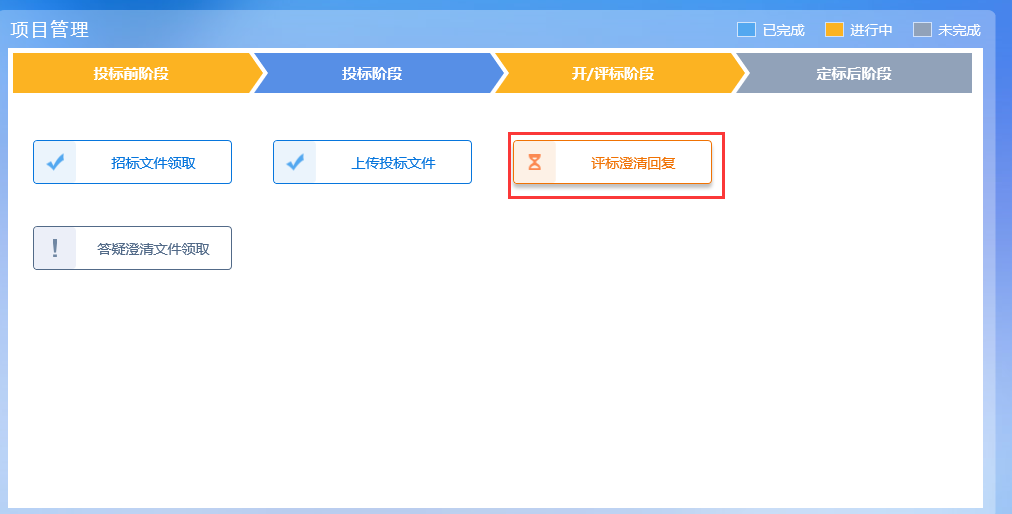 项目管理
已完成 进行中 未完成
投标前阶段 投标阶段 开/评标阶段 定标后阶段
招标文件领取 上传投标文件 评标澄清回复
答疑澄清文件领取